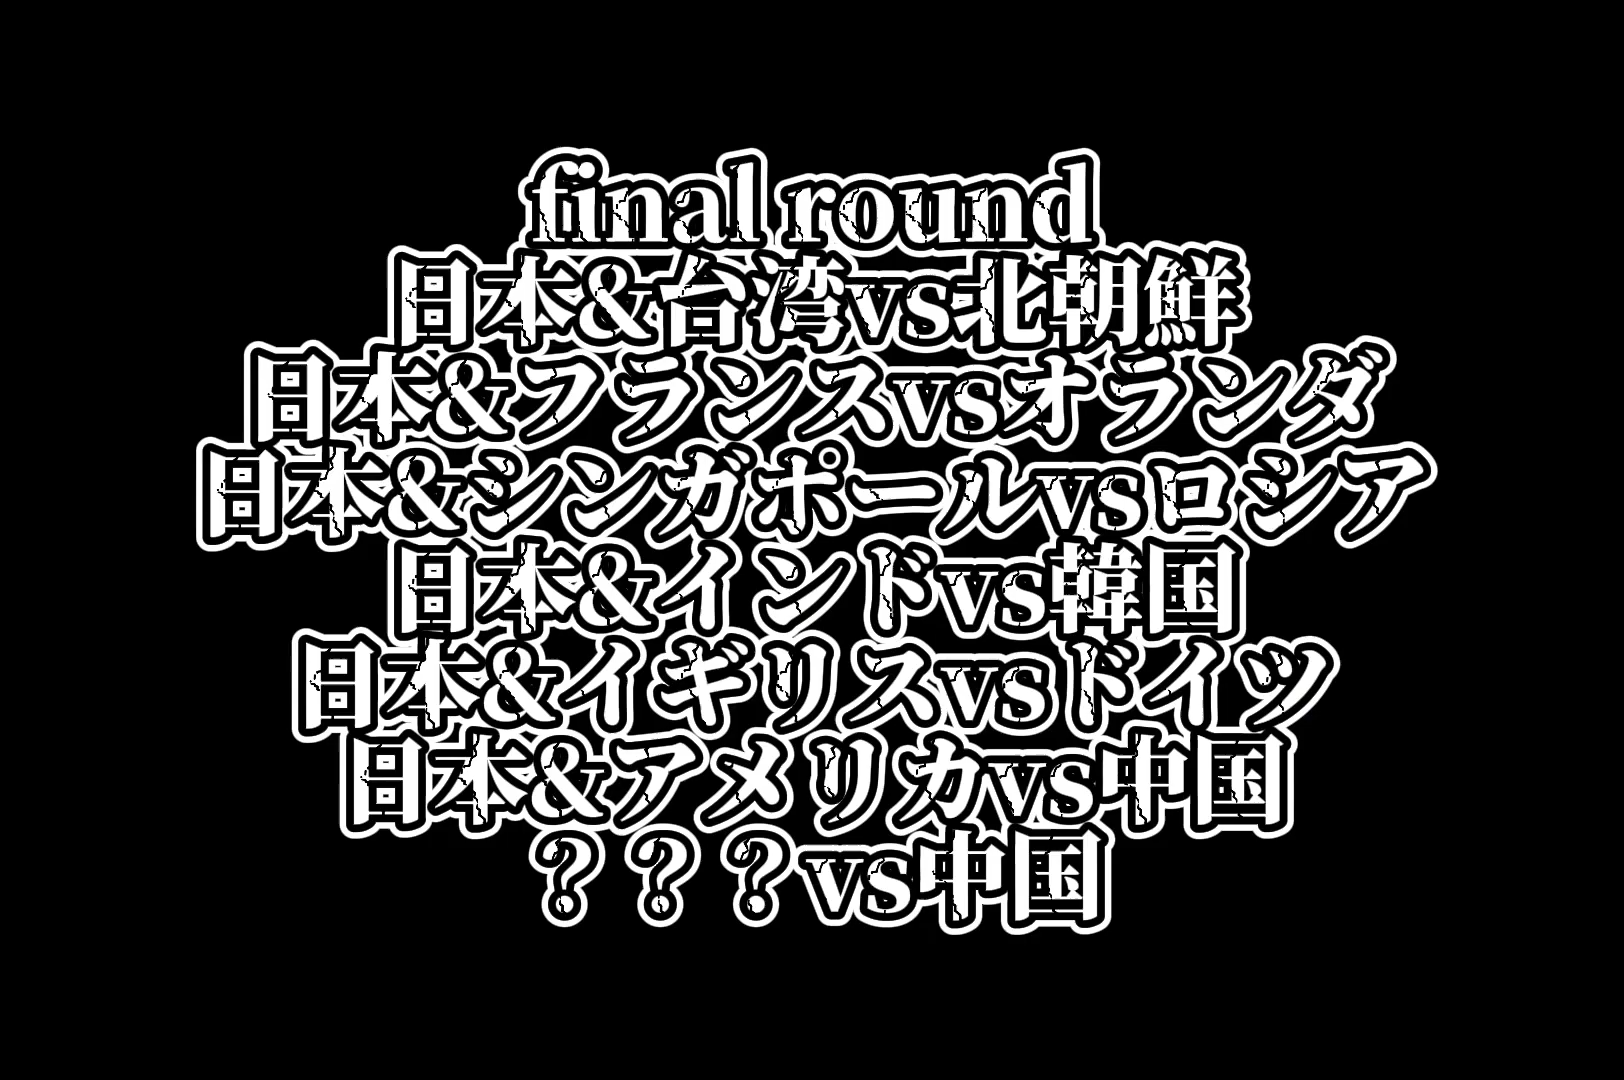 final round
日本&台湾vs北朝鮮
日本&フランスvsオランダ
日本&シンガポールvsロシア
日本&インドvs韓国
日本&イギリスvsドイツ
日本&アメリカvs中国
？？？vs中国